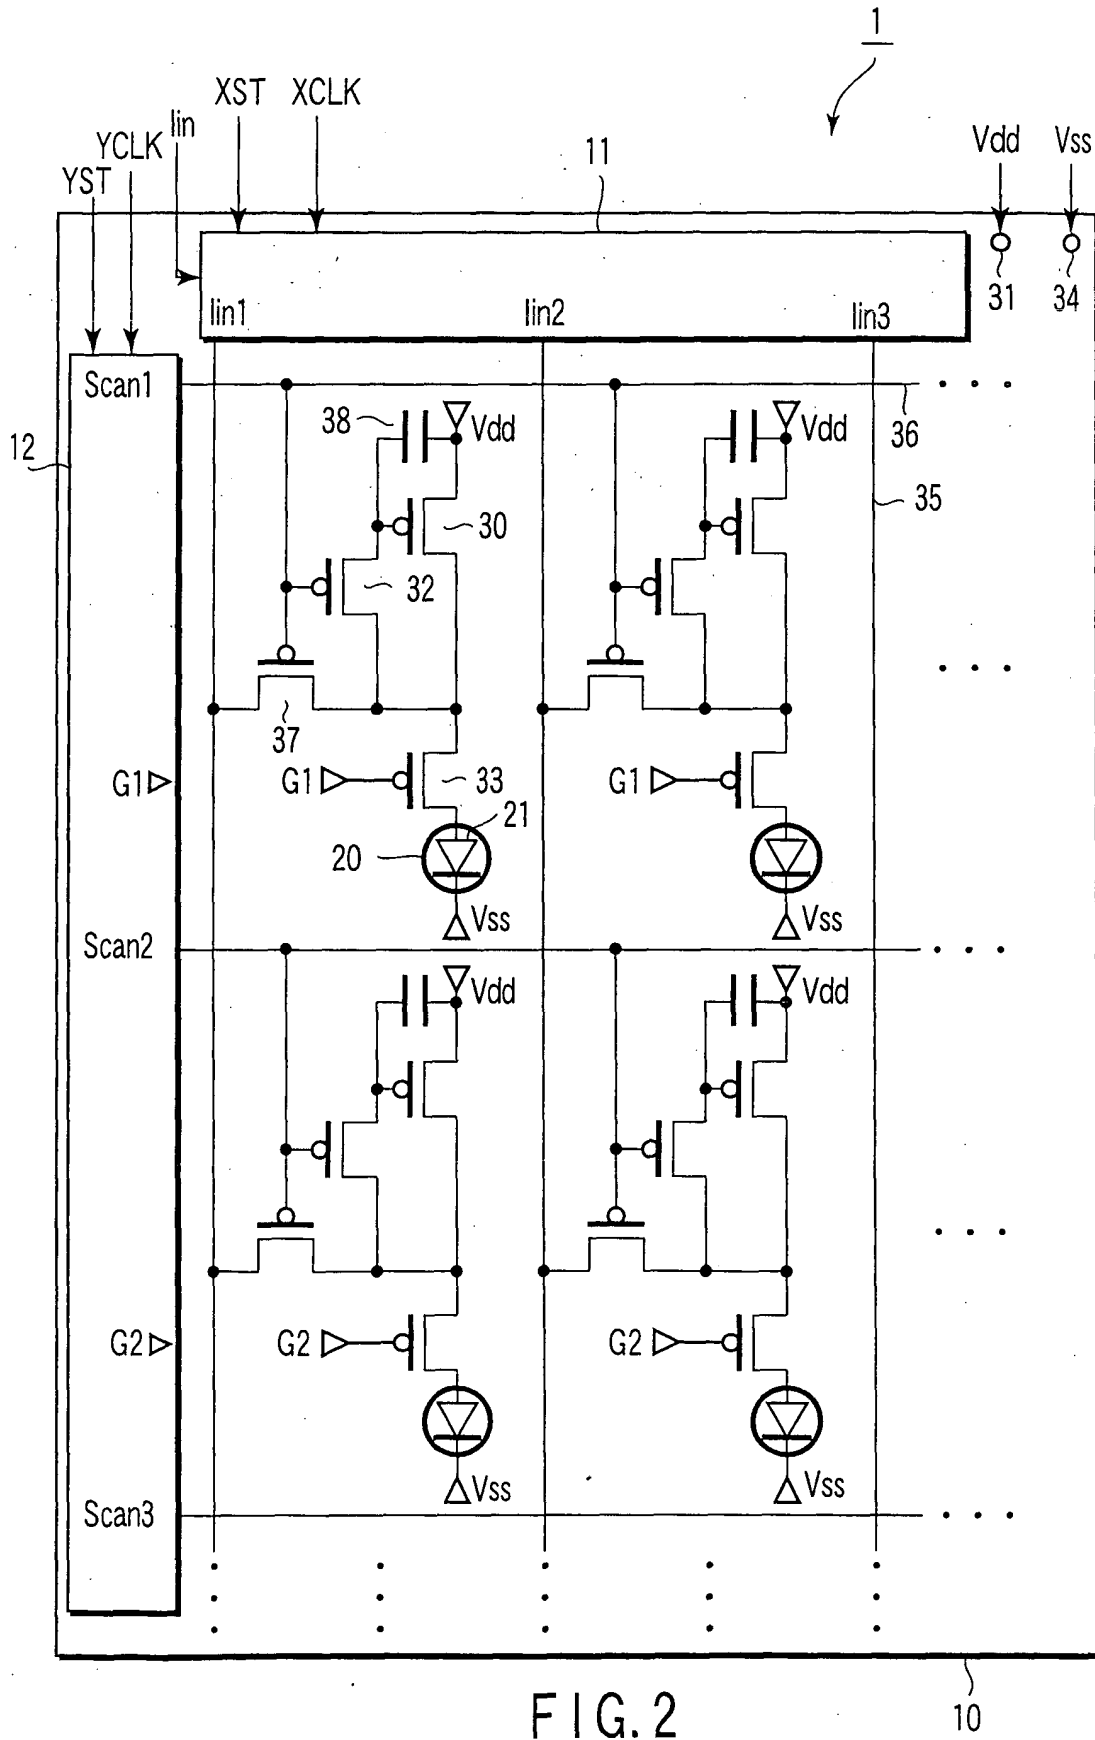 1
XST XCLK
Iin
YCLK
YST
11
Vdd Vss
31 34
Iin1 Iin2 Iin3
Scan1
36
12
38 Vdd Vdd
35
30
32
37
G1 G1 33 G1
21
20
Vss Vss
Scan2
Vdd Vdd
G2 G2 G2
Vss Vss
Scan3
10
FIG. 2